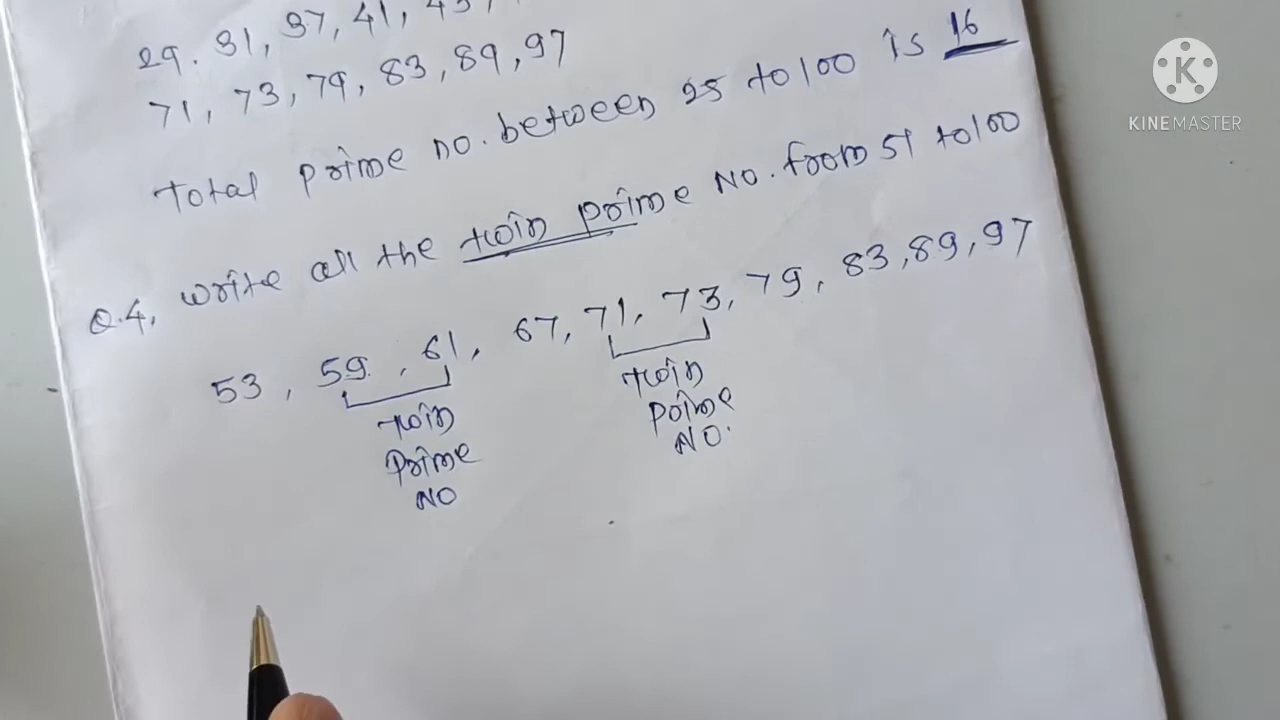 29. 31, 37, 41, 43,
71, 73, 79, 83, 89, 97
Total prime no. between 25 to 100 is 16
Q.4, write all the twin prime No. from 51 to 100
53, 59, 61, 67, 71, 73, 79, 83, 89, 97
twin
prime
NO
twin
prime
NO.
K
KINEMASTER